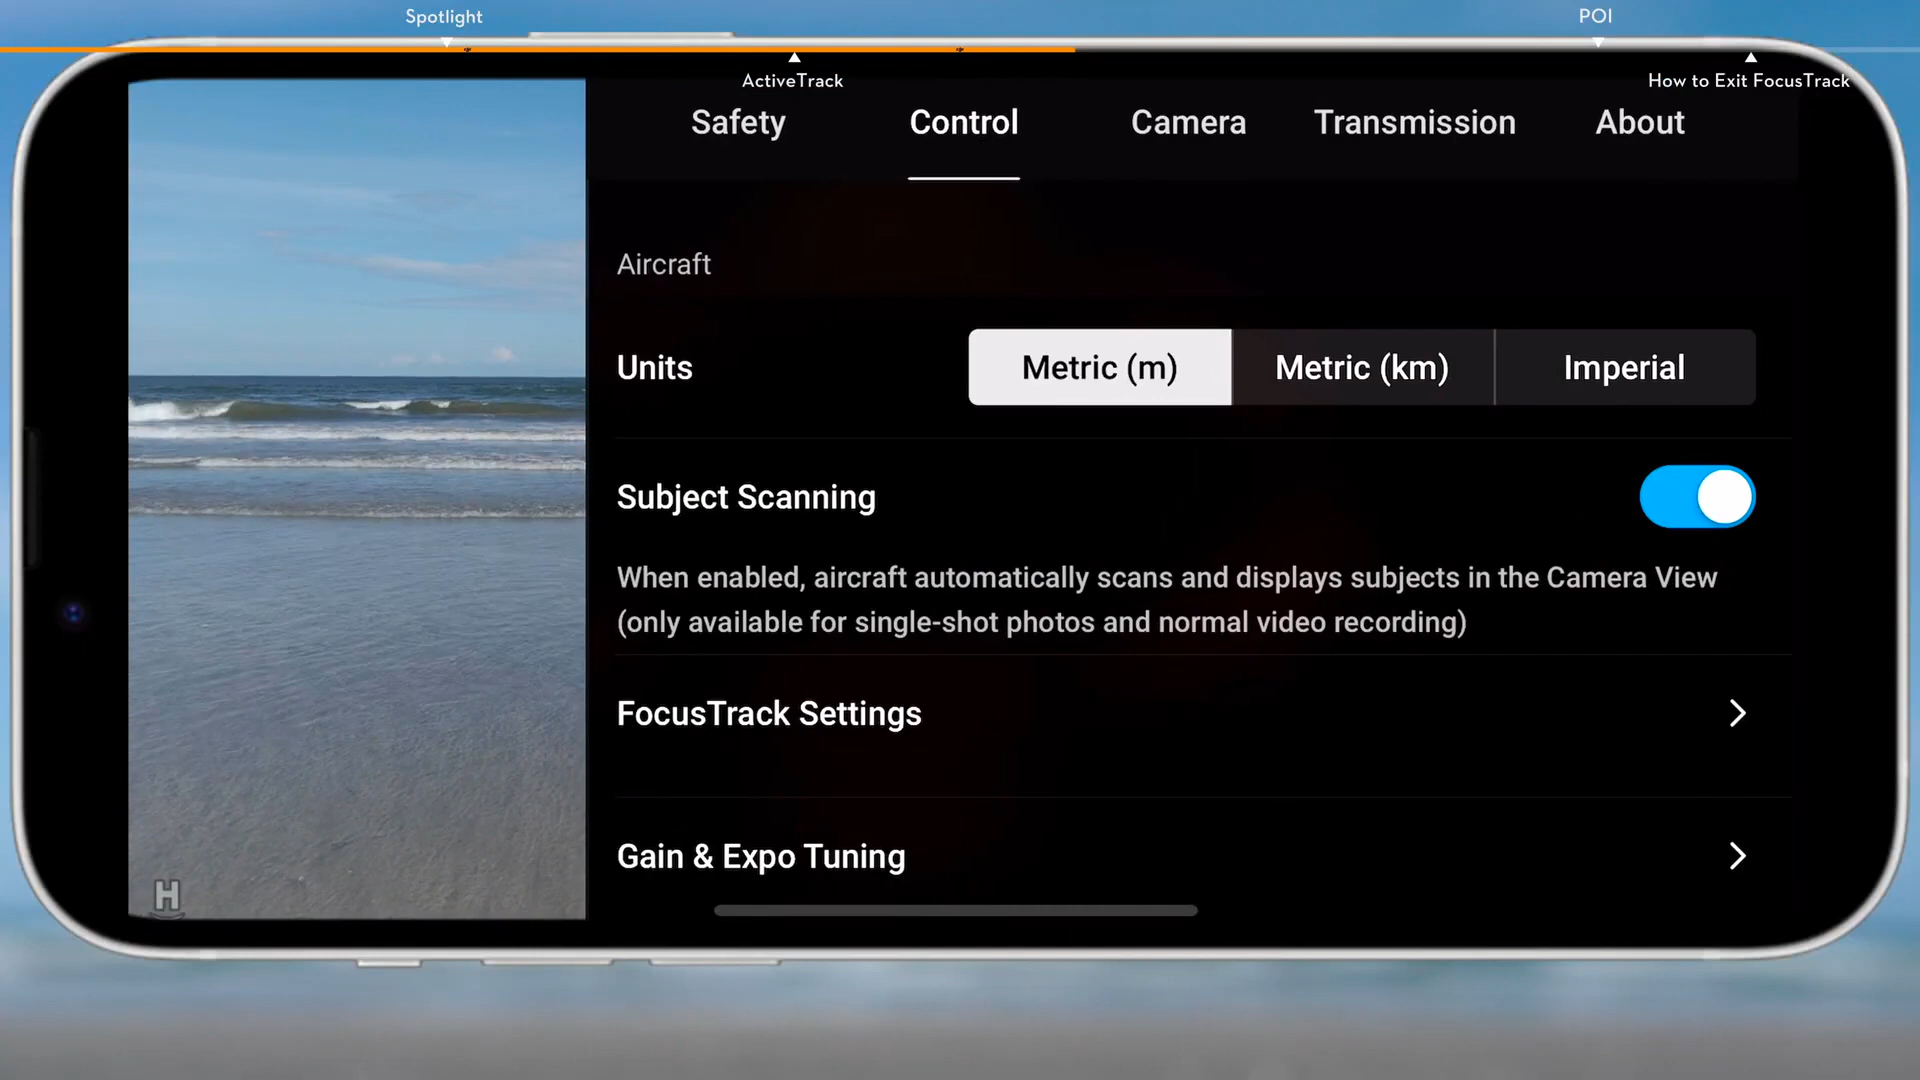 Spotlight
POI
ActiveTrack
How to Exit FocusTrack
Safety
Control
Camera
Transmission
About
Aircraft
Units
Metric (m)
Metric (km)
Imperial
Subject Scanning
When enabled, aircraft automatically scans and displays subjects in the Camera View
(only available for single-shot photos and normal video recording)
FocusTrack Settings
Gain & Expo Tuning
H